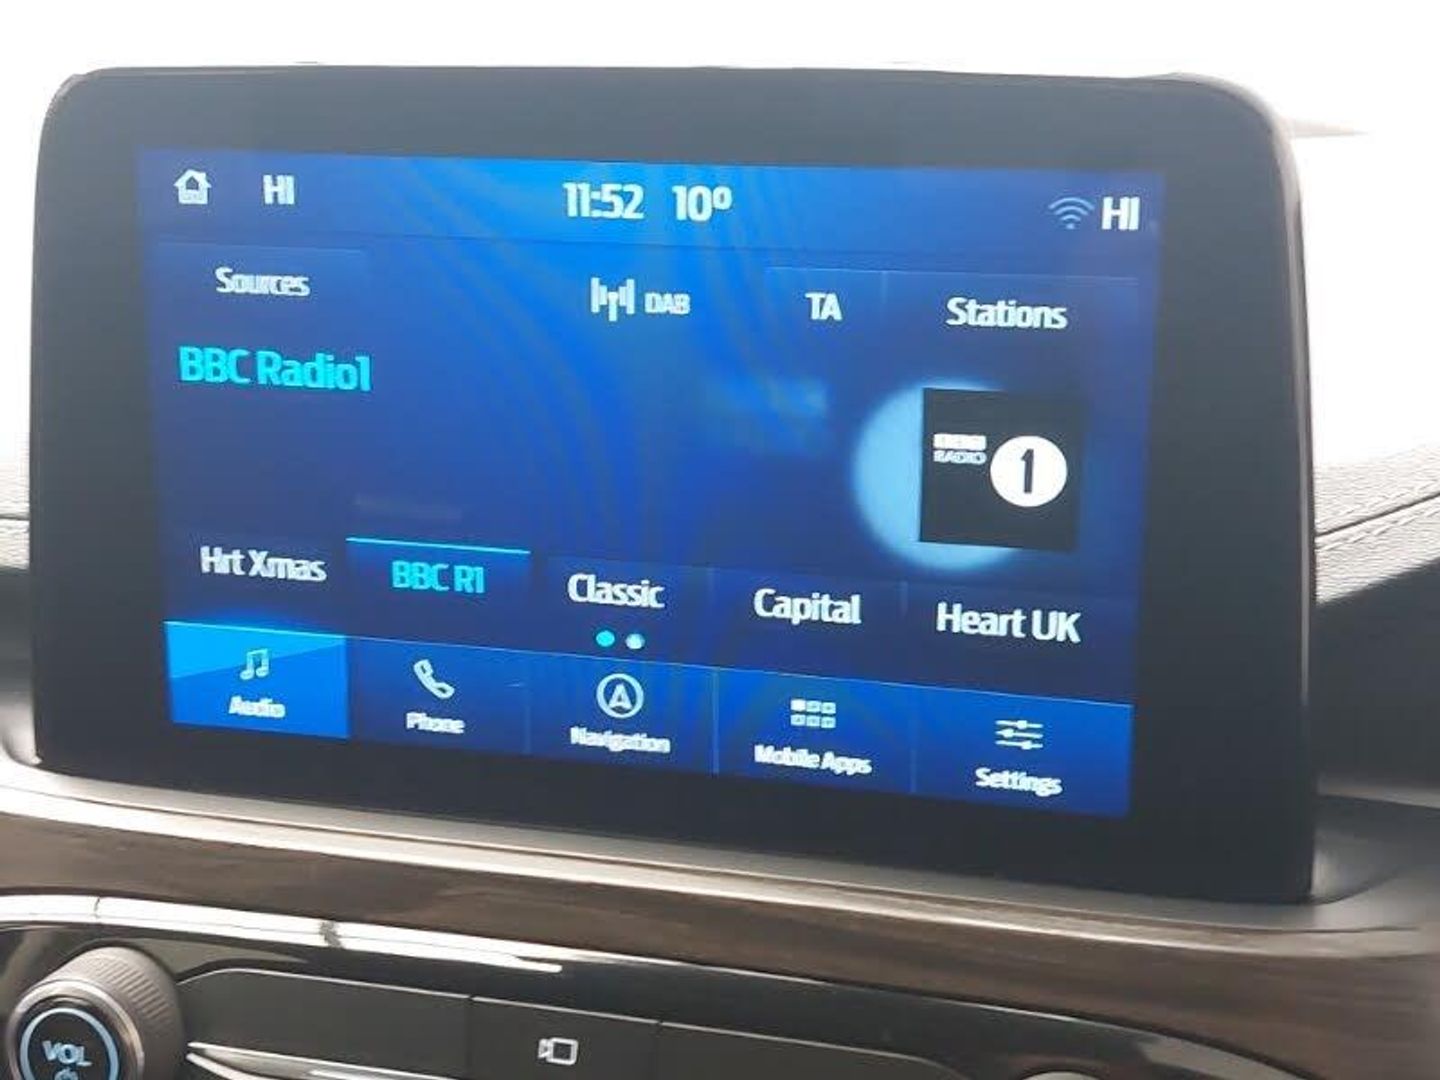 HI 11:52 10° HI
Sources DAB TA Stations
BBC Radio1
BBC
RADIO 1
Hrt Xmas BBC R1 Classic Capital Heart UK
Audio Phone Navigation Mobile Apps Settings
VOL